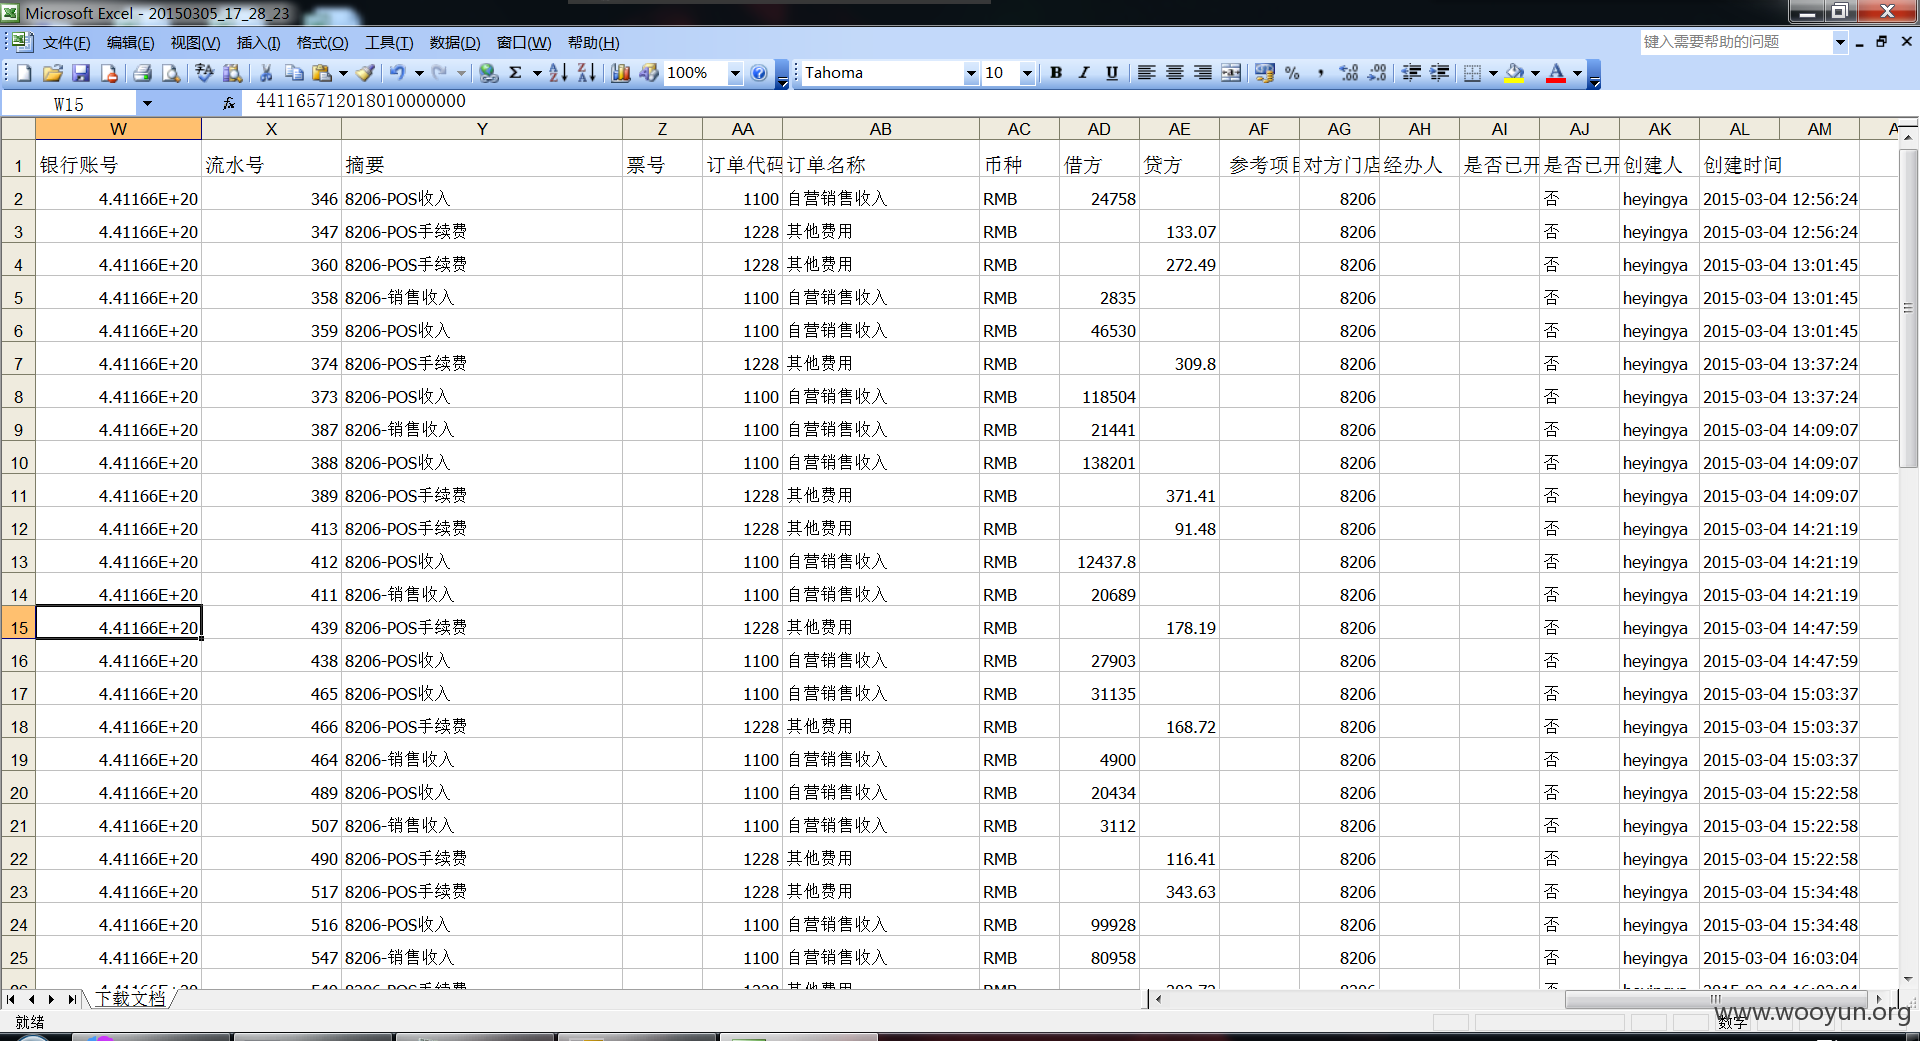 Microsoft Excel - 20150305_17_28_23
文件(F) 编辑(E) 视图(V) 插入(I) 格式(O) 工具(T) 数据(D) 窗口(W) 帮助(H) 键入需要帮助的问题
100% Tahoma 10 B I U
W15 fx 441165712018010000000
W X Y Z AA AB AC AD AE AF AG AH AI AJ AK AL AM
1 银行账号 流水号 摘要 票号 订单代码 订单名称 币种 借方 贷方 参考项目 对方门店 经办人 是否已开 是否已开 创建人 创建时间
2 4.41166E+20 346 8206-POS收入 1100 自营销售收入 RMB 24758 8206 否 heyingya 2015-03-04 12:56:24
3 4.41166E+20 347 8206-POS手续费 1228 其他费用 RMB 133.07 8206 否 heyingya 2015-03-04 12:56:24
4 4.41166E+20 360 8206-POS手续费 1228 其他费用 RMB 272.49 8206 否 heyingya 2015-03-04 13:01:45
5 4.41166E+20 358 8206-销售收入 1100 自营销售收入 RMB 2835 8206 否 heyingya 2015-03-04 13:01:45
6 4.41166E+20 359 8206-POS收入 1100 自营销售收入 RMB 46530 8206 否 heyingya 2015-03-04 13:01:45
7 4.41166E+20 374 8206-POS手续费 1228 其他费用 RMB 309.8 8206 否 heyingya 2015-03-04 13:37:24
8 4.41166E+20 373 8206-POS收入 1100 自营销售收入 RMB 118504 8206 否 heyingya 2015-03-04 13:37:24
9 4.41166E+20 387 8206-销售收入 1100 自营销售收入 RMB 21441 8206 否 heyingya 2015-03-04 14:09:07
10 4.41166E+20 388 8206-POS收入 1100 自营销售收入 RMB 138201 8206 否 heyingya 2015-03-04 14:09:07
11 4.41166E+20 389 8206-POS手续费 1228 其他费用 RMB 371.41 8206 否 heyingya 2015-03-04 14:09:07
12 4.41166E+20 413 8206-POS手续费 1228 其他费用 RMB 91.48 8206 否 heyingya 2015-03-04 14:21:19
13 4.41166E+20 412 8206-POS收入 1100 自营销售收入 RMB 12437.8 8206 否 heyingya 2015-03-04 14:21:19
14 4.41166E+20 411 8206-销售收入 1100 自营销售收入 RMB 20689 8206 否 heyingya 2015-03-04 14:21:19
15 4.41166E+20 439 8206-POS手续费 1228 其他费用 RMB 178.19 8206 否 heyingya 2015-03-04 14:47:59
16 4.41166E+20 438 8206-POS收入 1100 自营销售收入 RMB 27903 8206 否 heyingya 2015-03-04 14:47:59
17 4.41166E+20 465 8206-POS收入 1100 自营销售收入 RMB 31135 8206 否 heyingya 2015-03-04 15:03:37
18 4.41166E+20 466 8206-POS手续费 1228 其他费用 RMB 168.72 8206 否 heyingya 2015-03-04 15:03:37
19 4.41166E+20 464 8206-销售收入 1100 自营销售收入 RMB 4900 8206 否 heyingya 2015-03-04 15:03:37
20 4.41166E+20 489 8206-POS收入 1100 自营销售收入 RMB 20434 8206 否 heyingya 2015-03-04 15:22:58
21 4.41166E+20 507 8206-销售收入 1100 自营销售收入 RMB 3112 8206 否 heyingya 2015-03-04 15:22:58
22 4.41166E+20 490 8206-POS手续费 1228 其他费用 RMB 116.41 8206 否 heyingya 2015-03-04 15:22:58
23 4.41166E+20 517 8206-POS手续费 1228 其他费用 RMB 343.63 8206 否 heyingya 2015-03-04 15:34:48
24 4.41166E+20 516 8206-POS收入 1100 自营销售收入 RMB 99928 8206 否 heyingya 2015-03-04 15:34:48
25 4.41166E+20 547 8206-销售收入 1100 自营销售收入 RMB 80958 8206 否 heyingya 2015-03-04 16:03:04
下载文档
就绪 数字
www.wooyun.org